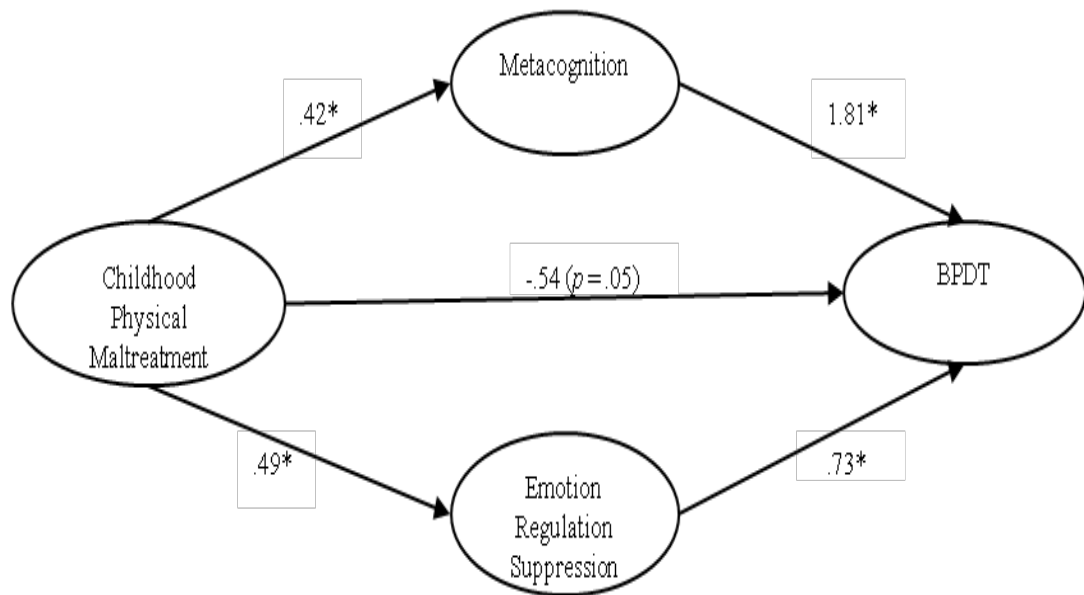 Metacognition
.42*
1.81*
Childhood
Physical
Maltreatment
-.54 (p = .05)
BPDT
.49*
.73*
Emotion
Regulation
Suppression